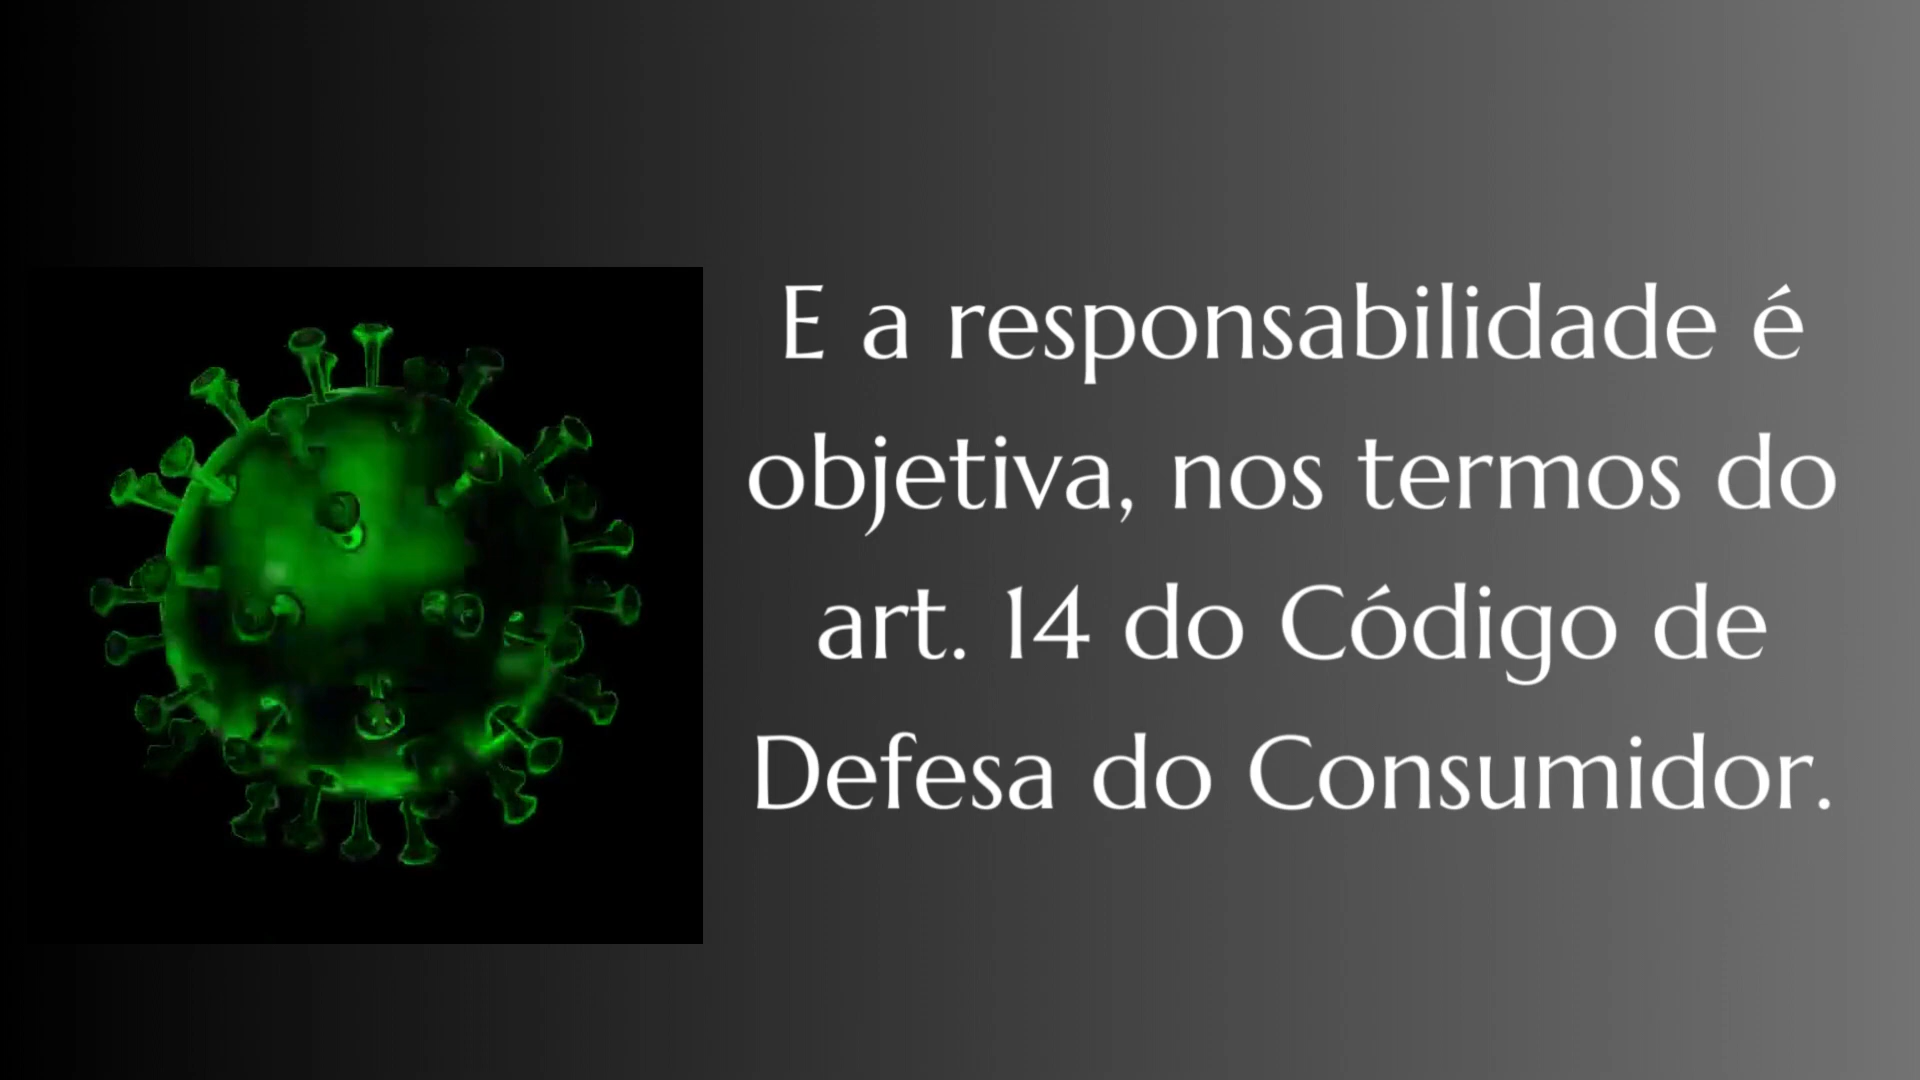 E a responsabilidade é
objetiva, nos termos do
art. 14 do Código de
Defesa do Consumidor.